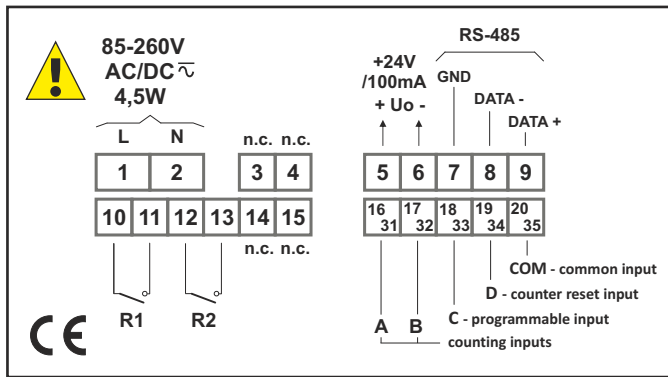 85-260V
AC/DC
4,5W
L N
n.c. n.c.
1 2 3 4
10 11 12 13 14 15
n.c. n.c.
R1 R2
CE
RS-485
+24V
/100mA
GND
+ Uo -
DATA -
DATA +
5 6 7 8 9
16 17 18 19 20
31 32 33 34 35
COM - common input
D - counter reset input
C - programmable input
A B
counting inputs